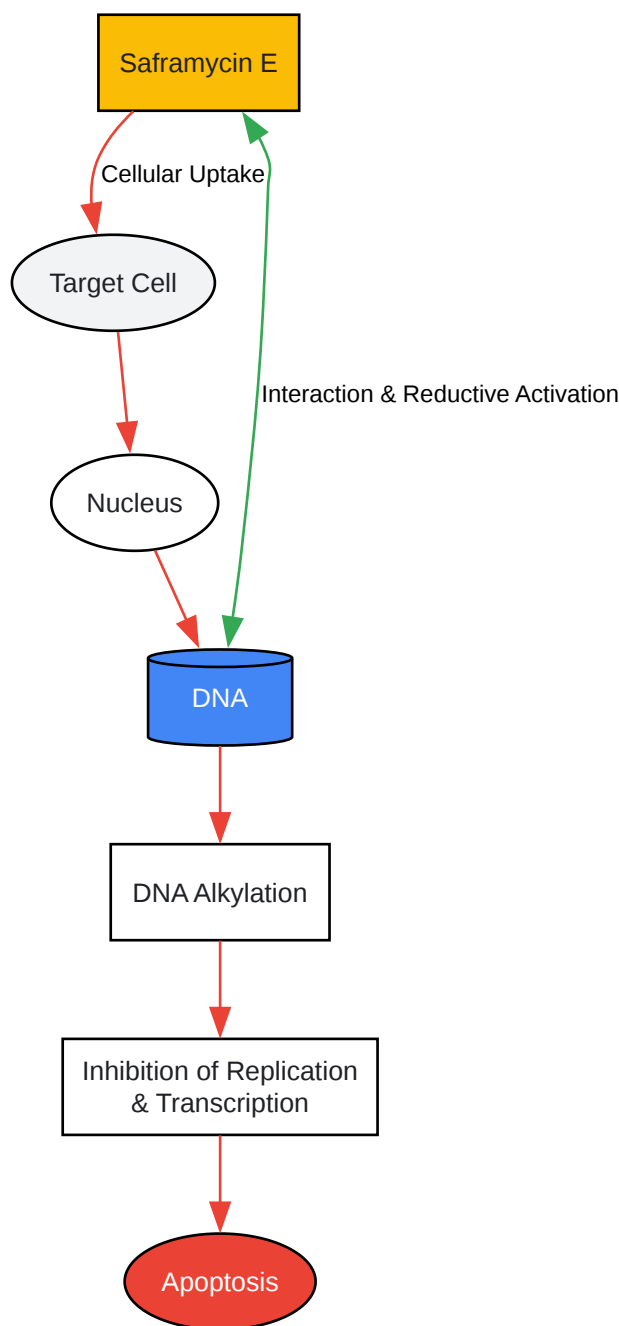 Saframycin E
Cellular Uptake
Target Cell
Interaction & Reductive Activation
Nucleus
DNA
DNA Alkylation
Inhibition of Replication
& Transcription
Apoptosis